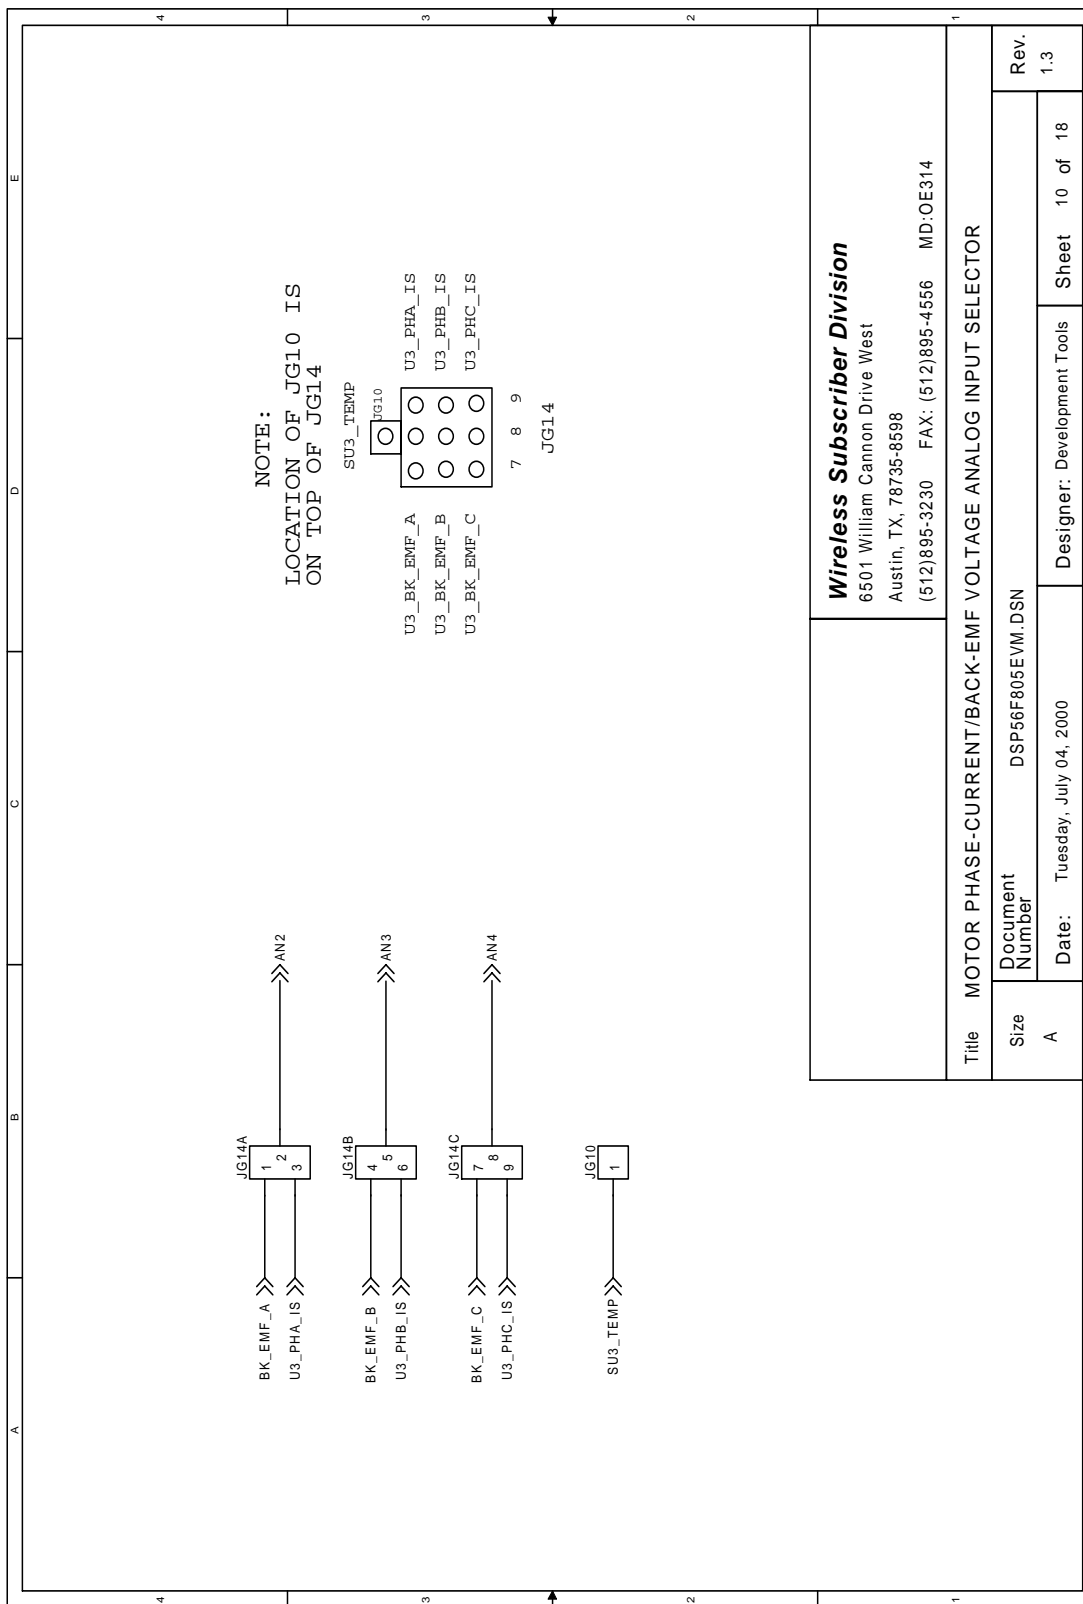 A B C D E
4
3
2
1
NOTE:
LOCATION OF JG10 IS
ON TOP OF JG14
SU3_TEMP
JG10
U3_BK_EMF_A U3_PHA_IS
U3_BK_EMF_B U3_PHB_IS
U3_BK_EMF_C U3_PHC_IS
7 8 9
JG14
JG14A
BK_EMF_A 1
2 AN2
U3_PHA_IS 3
JG14B
BK_EMF_B 4
5 AN3
U3_PHB_IS 6
JG14C
BK_EMF_C 7
8 AN4
U3_PHC_IS 9
JG10
SU3_TEMP 1
Wireless Subscriber Division
6501 William Cannon Drive West
Austin, TX, 78735-8598
(512)895-3230 FAX: (512)895-4556 MD:OE314
Title MOTOR PHASE-CURRENT/BACK-EMF VOLTAGE ANALOG INPUT SELECTOR
Size
A
Document
Number
DSP56F805EVM.DSN
Rev.
1.3
Date: Tuesday, July 04, 2000
Designer: Development Tools
Sheet 10 of 18
4
3
2
1